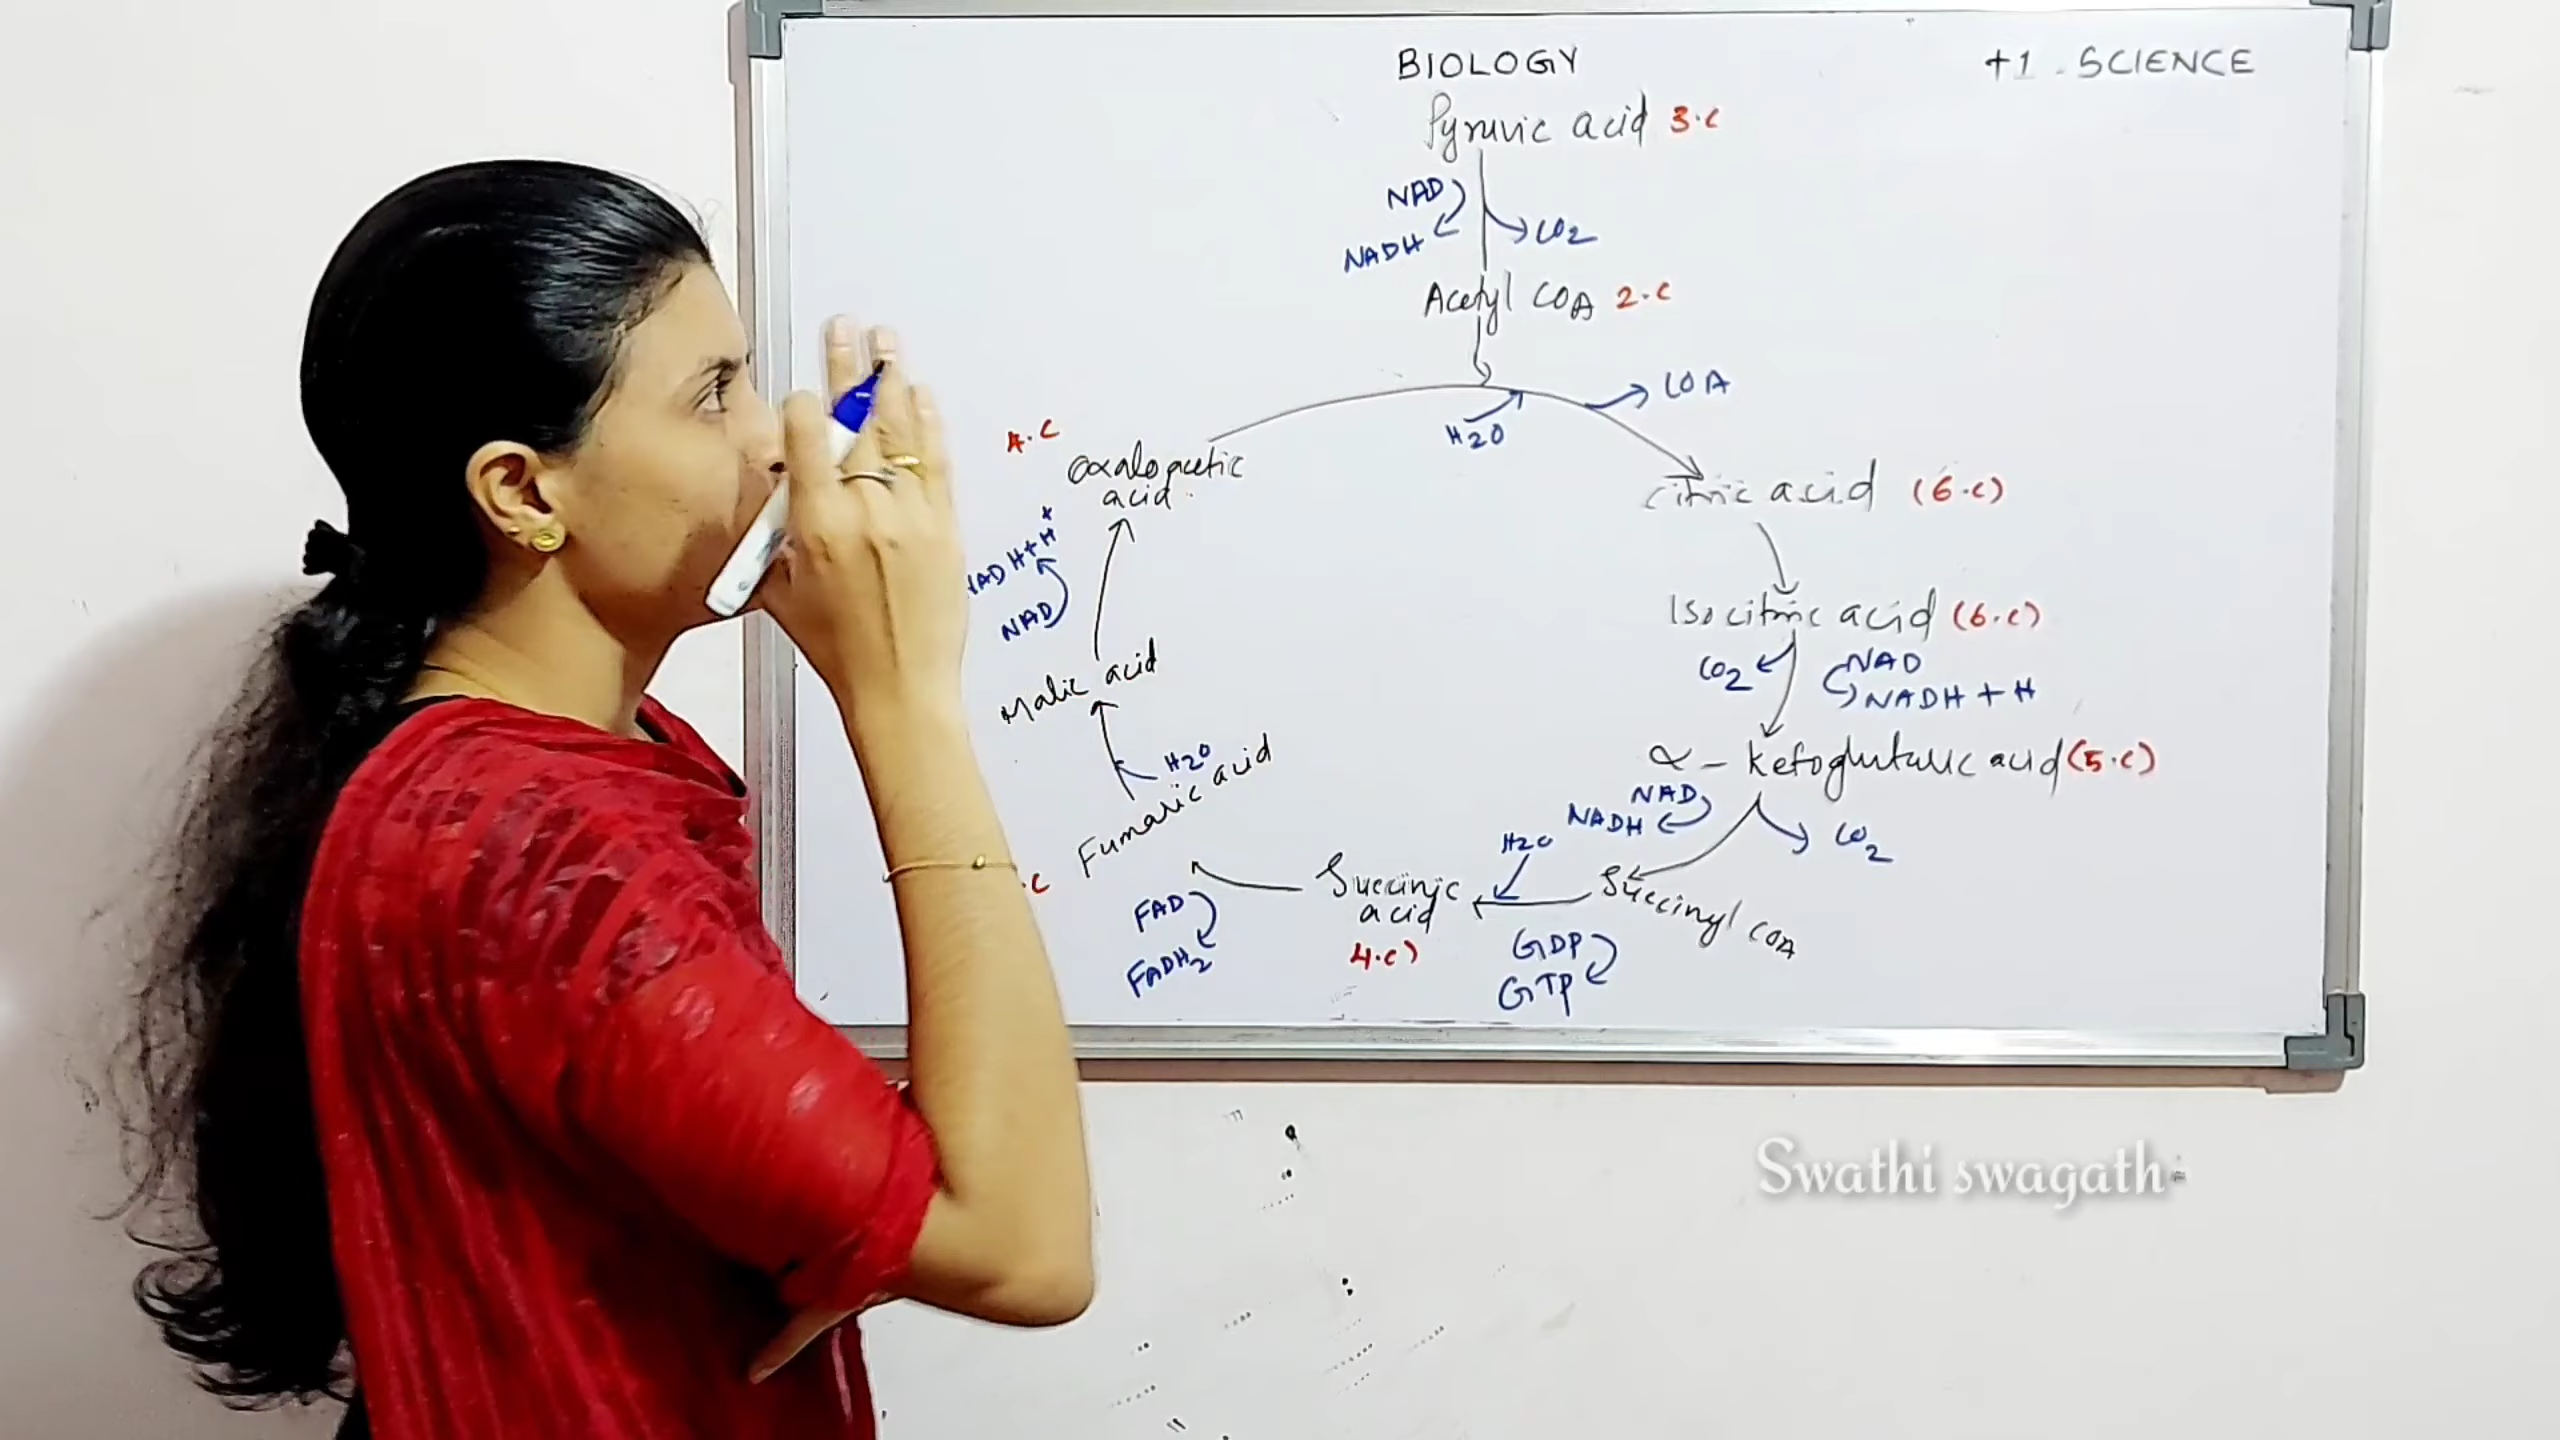 BIOLOGY
+1 . SCIENCE
Pyruvic acid 3.C
NAD
NADH
CO2
Acetyl COA 2.C
COA
H2O
4.C
Oxaloacetic
acid
Citric acid (6.C)
NADH+H+
NAD
Isocitric acid (6.C)
CO2
NAD
NADH + H
Malic acid
α - Ketoglutaric acid (5.C)
H2O
NAD
NADH
CO2
Fumaric acid
.C
H2O
Succinic
acid
4.C)
Succinyl COA
FAD
FADH2
GDP
GTP
Swathi swagath